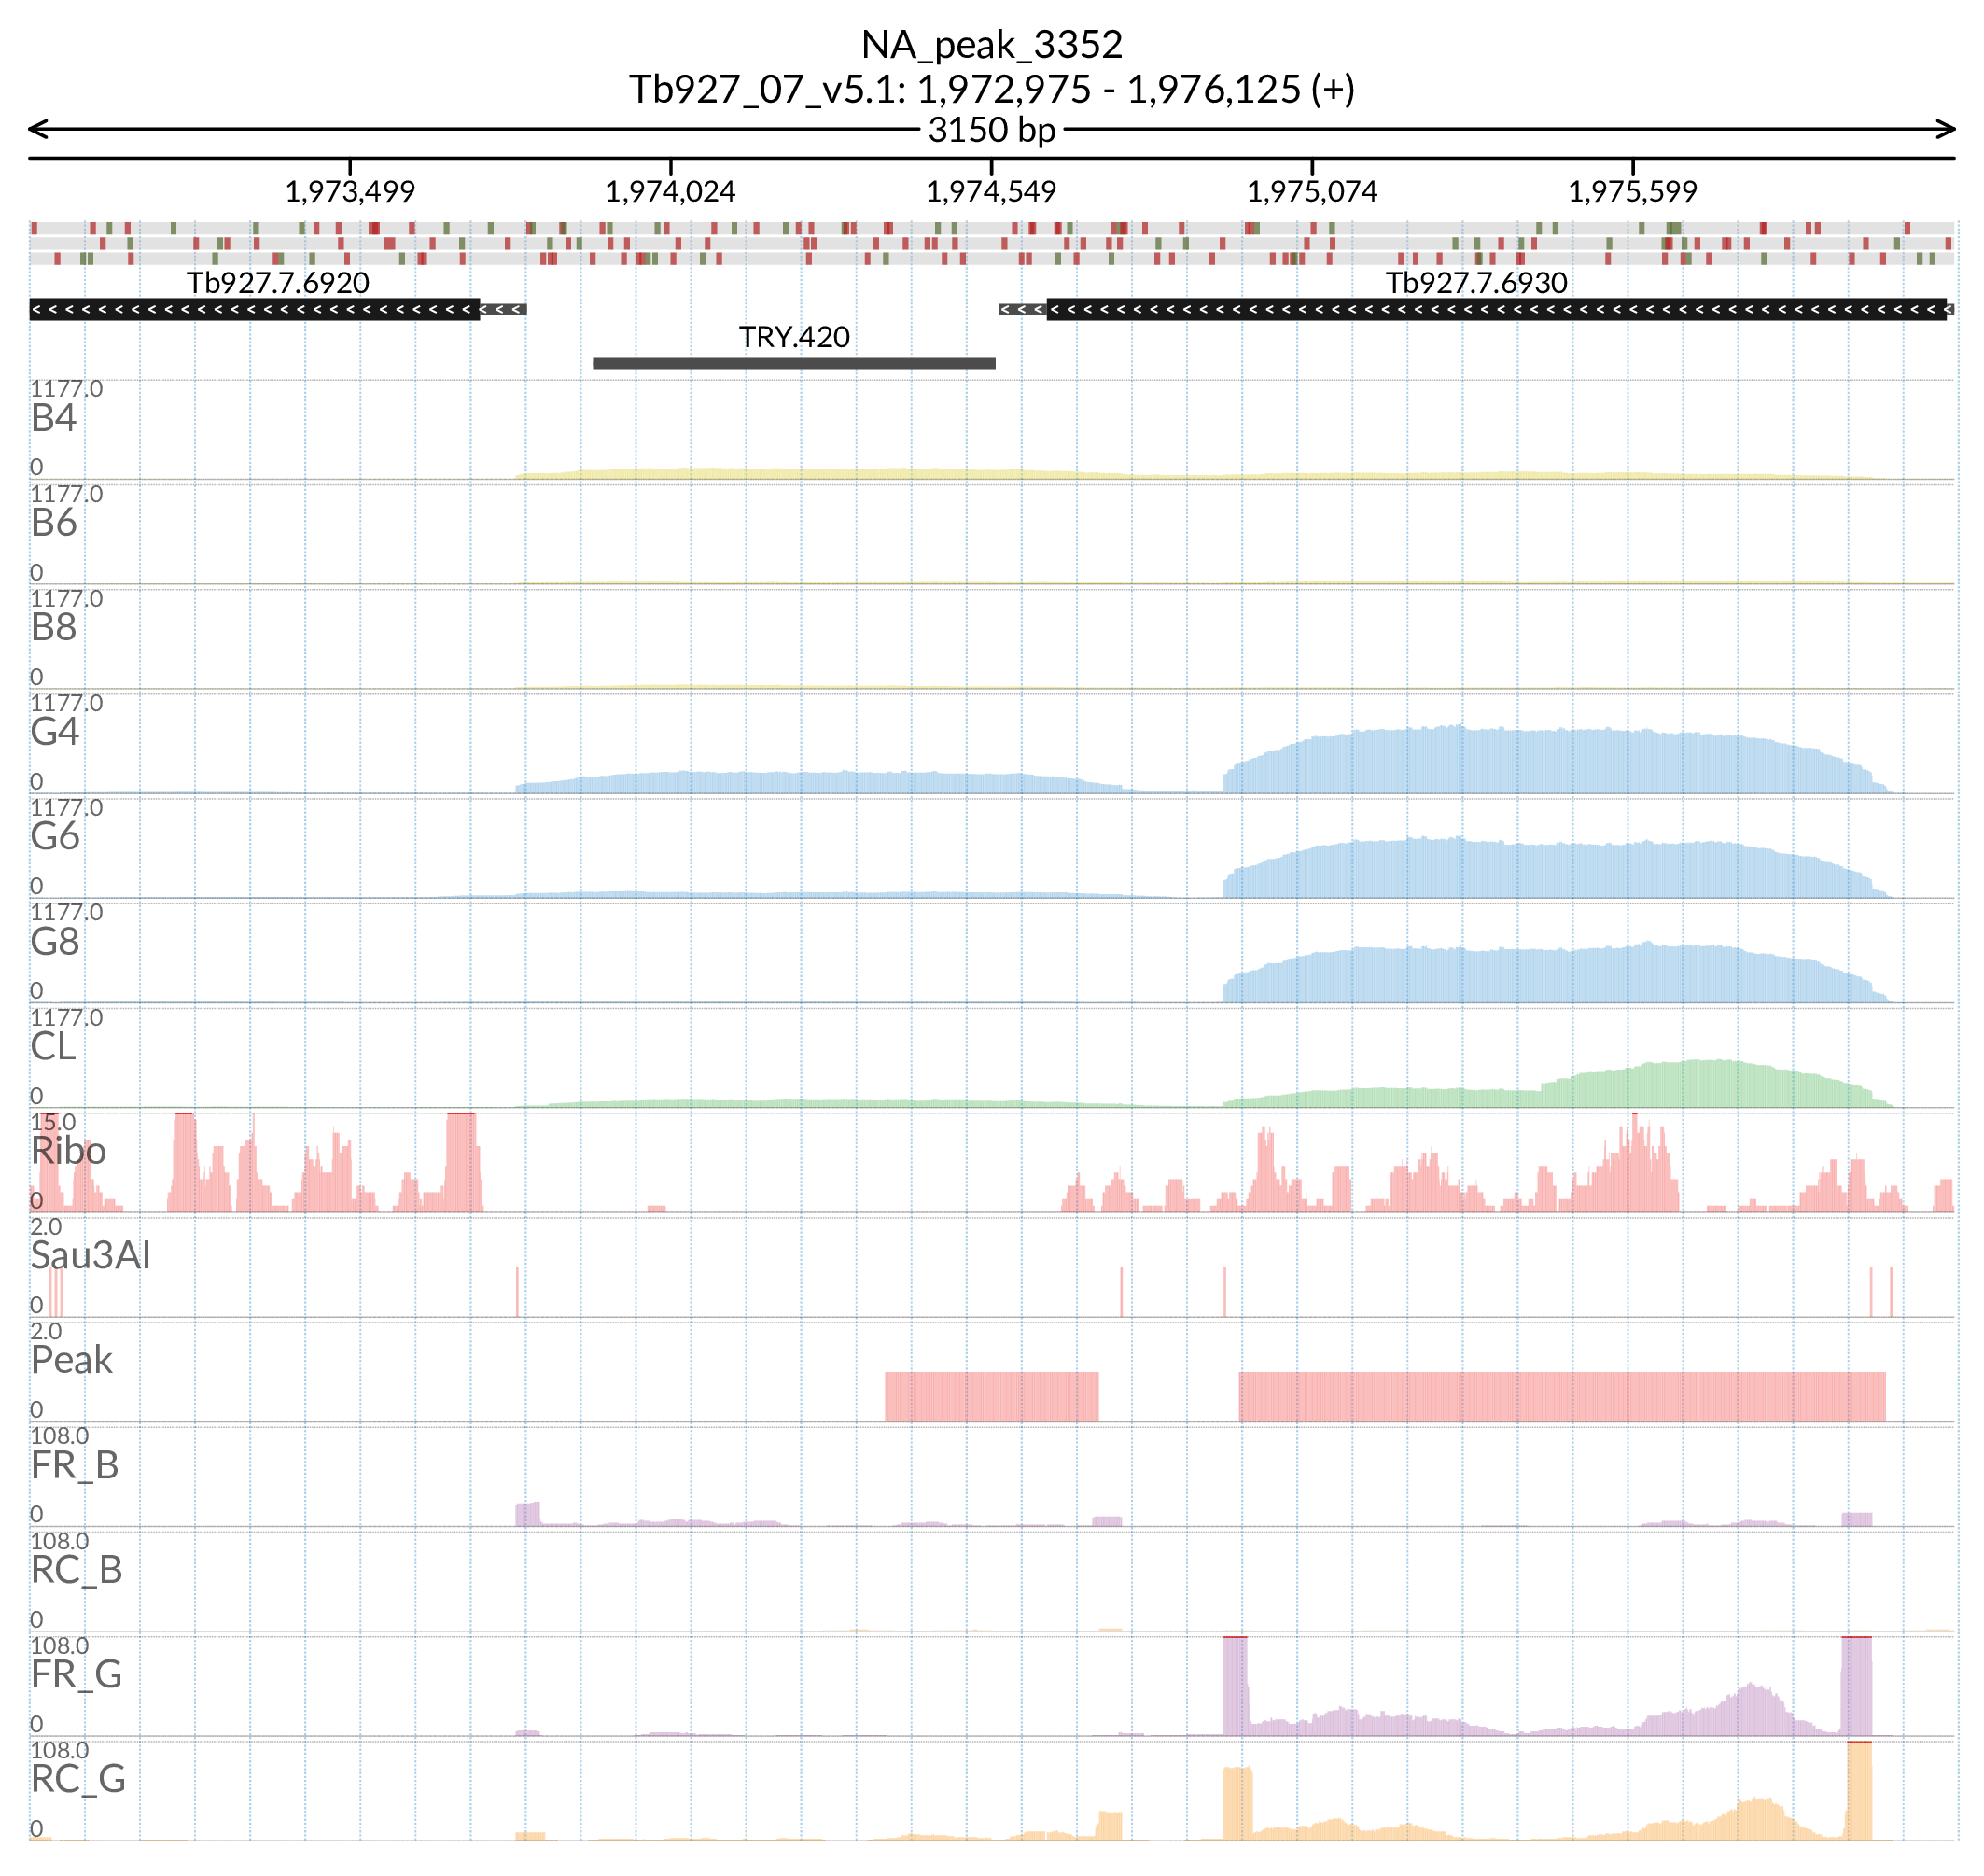 NA_peak_3352
Tb927_07_v5.1: 1,972,975 - 1,976,125 (+)
3150 bp
1,973,499 1,974,024 1,974,549 1,975,074 1,975,599
Tb927.7.6920 Tb927.7.6930
TRY.420
1177.0
B4
0
1177.0
B6
0
1177.0
B8
0
1177.0
G4
0
1177.0
G6
0
1177.0
G8
0
1177.0
CL
0
15.0
Ribo
0
2.0
Sau3AI
0
2.0
Peak
0
108.0
FR_B
0
108.0
RC_B
0
108.0
FR_G
0
108.0
RC_G
0